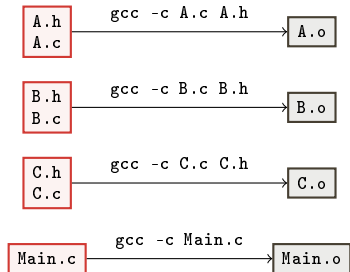 A.h
A.c
gcc -c A.c A.h
A.o
B.h
B.c
gcc -c B.c B.h
B.o
C.h
C.c
gcc -c C.c C.h
C.o
Main.c
gcc -c Main.c
Main.o